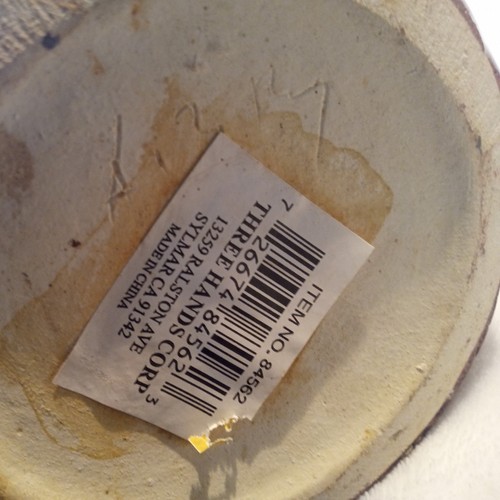 ITEM NO. 84562
7 26674 84562 3
THREE HANDS CORP
13259 RALSTON AVE
SYLMAR CA 91342
MADE IN CHINA